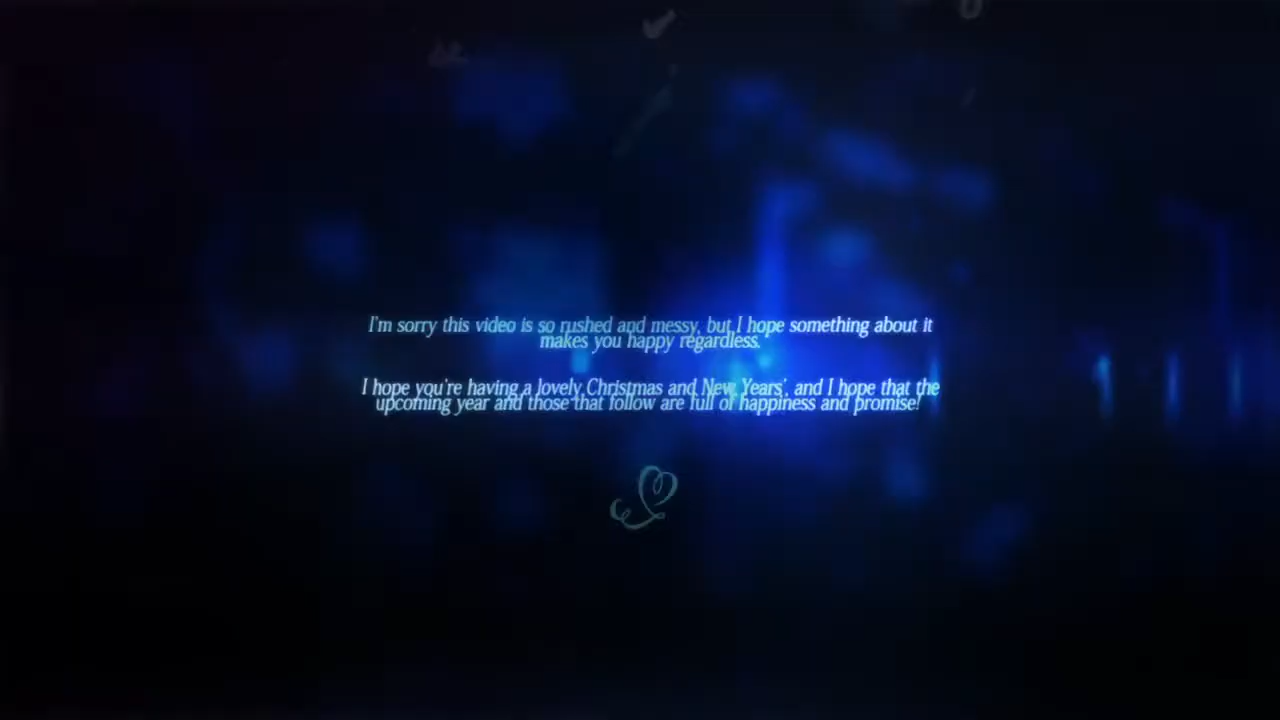 I'm sorry this video is so rushed and messy, but I hope something about it
makes you happy regardless.
I hope you're having a lovely Christmas and New Years', and I hope that the
upcoming year and those that follow are full of happiness and promise!